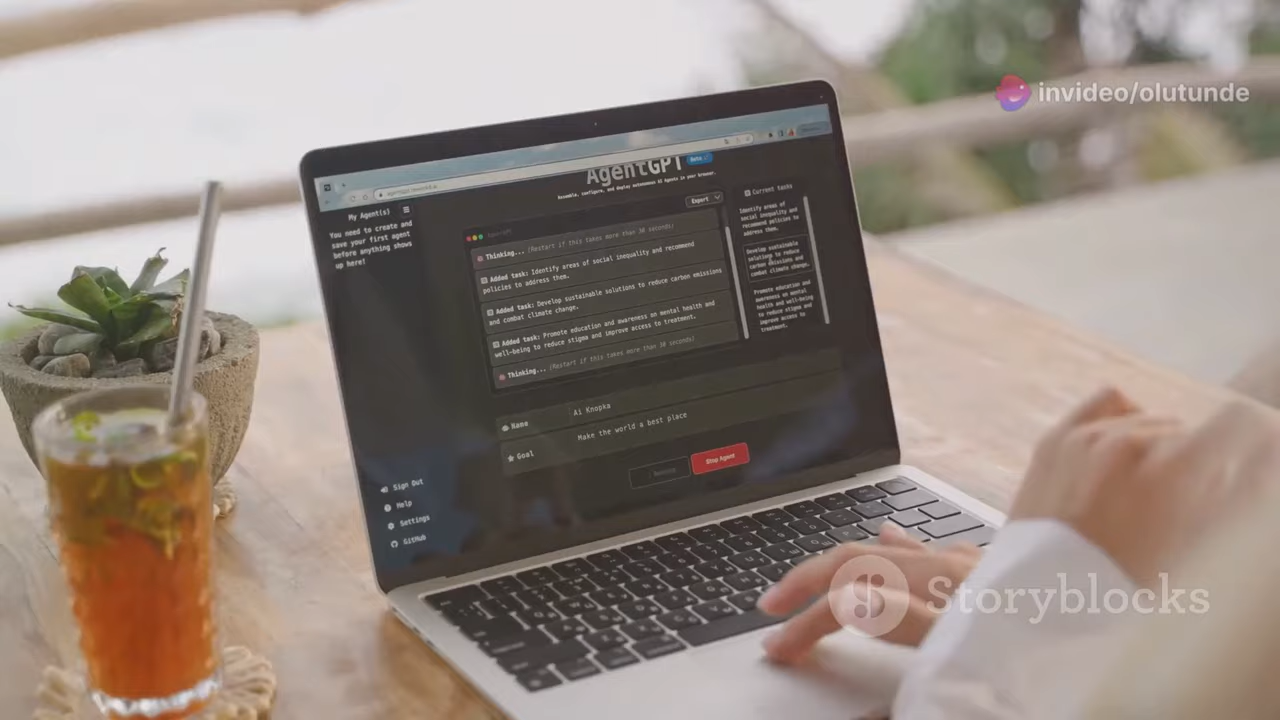 invideo/olutunde
AgentGPT Beta
Assemble, configure, and deploy autonomous AI Agents in your browser.
My Agent(s)
You need to create and
save your first agent
before anything shows
up here!
Export
Thinking... (Restart if this takes more than 30 seconds)
Added task: Identify areas of social inequality and recommend
policies to address them.
Added task: Develop sustainable solutions to reduce carbon emissions
and combat climate change.
Added task: Promote education and awareness on mental health and
well-being to reduce stigma and improve access to treatment.
Thinking... (Restart if this takes more than 30 seconds)
Current tasks
Identify areas of
social inequality and
recommend policies to
address them.
Develop sustainable
solutions to reduce
carbon emissions and
combat climate change.
Promote education and
awareness on mental
health and well-being
to reduce stigma and
improve access to
treatment.
Name Ai Knopka
Goal Make the world a best place
Stop Agent
Sign Out
Help
Settings
GitHub
Storyblocks